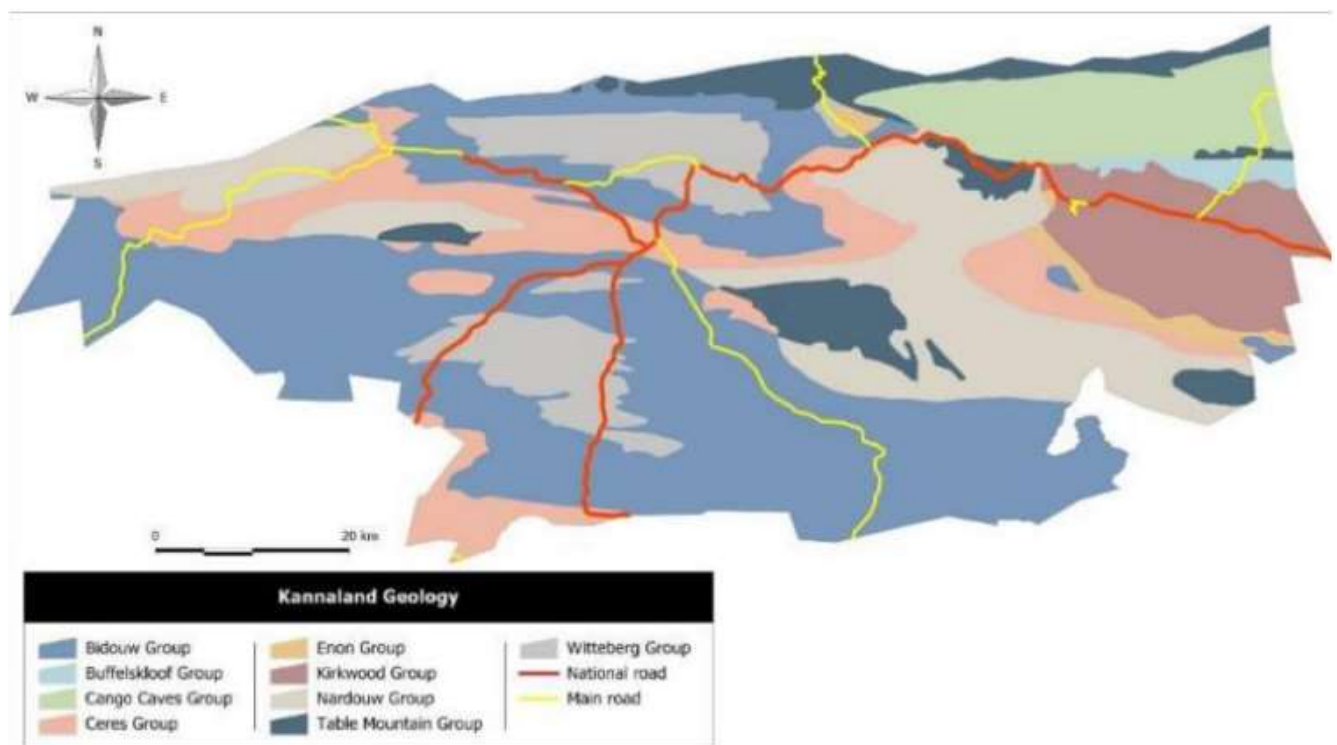 N
W E
S
0 20 km
Kannaland Geology
Bidouw Group
Buffelskloof Group
Cango Caves Group
Ceres Group
Enon Group
Kirkwood Group
Nardouw Group
Table Mountain Group
Witteberg Group
National road
Main road